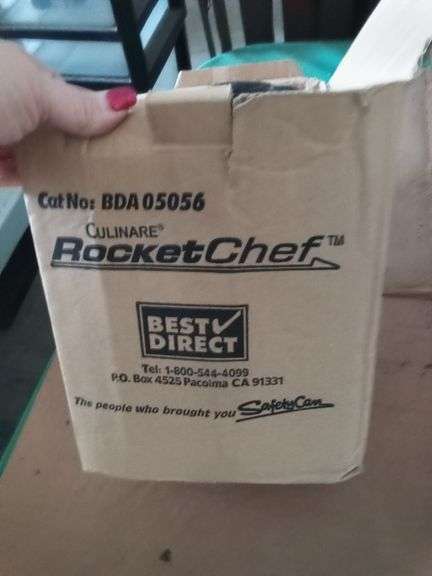 Cat No: BDA 05056
CULINARE®
RocketChef™
BEST
DIRECT
Tel: 1-800-544-4099
P.O. Box 4525 Pacoima CA 91331
The people who brought you SafetyCan